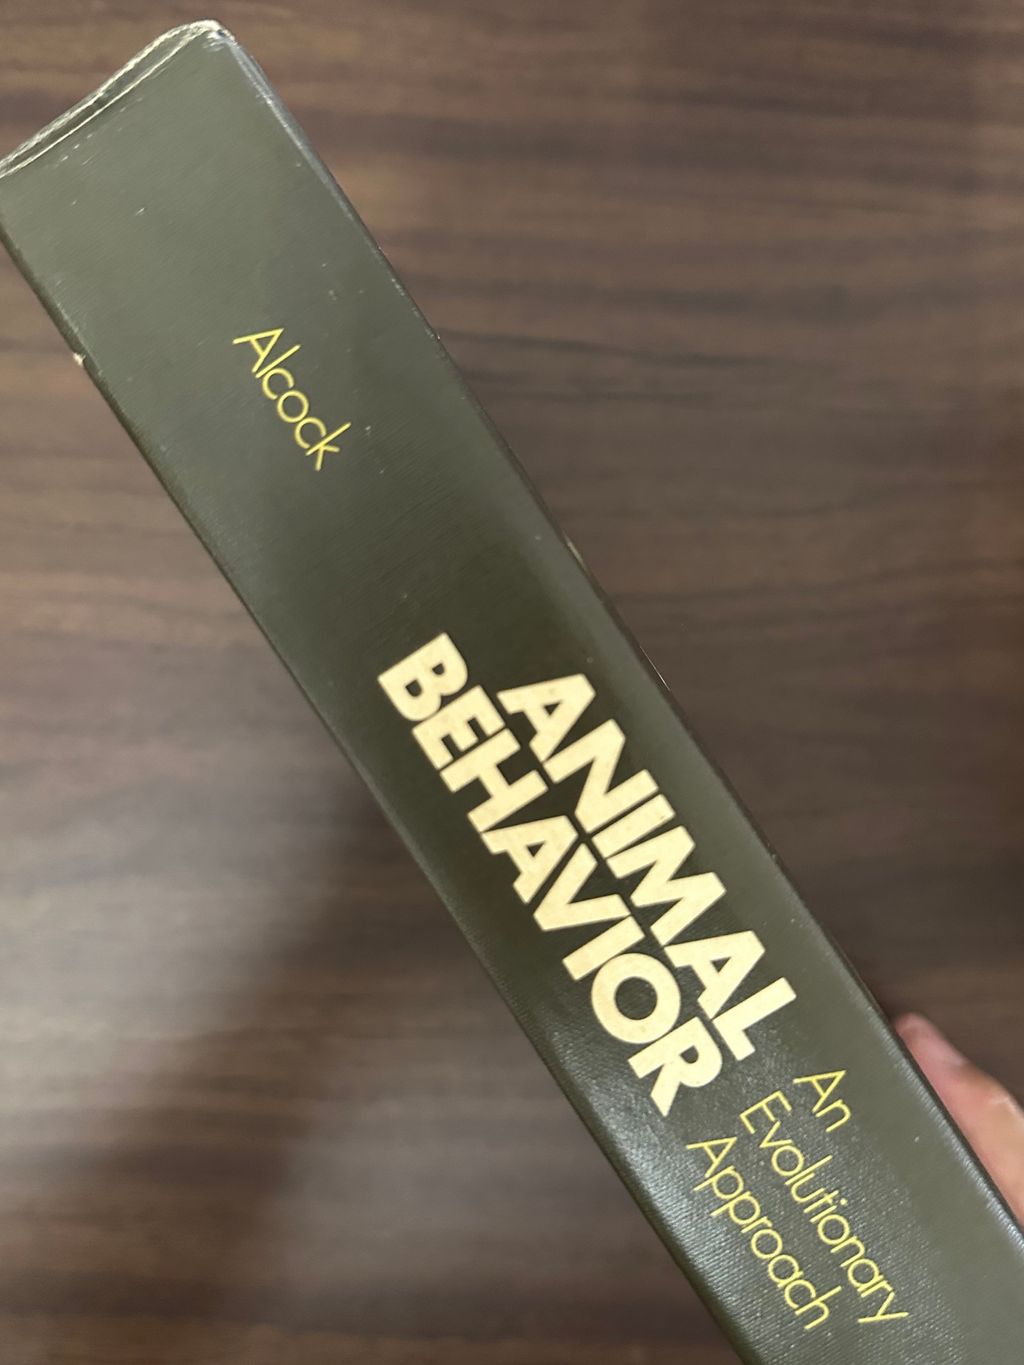 Alcock
ANIMAL
BEHAVIOR
An
Evolutionary
Approach